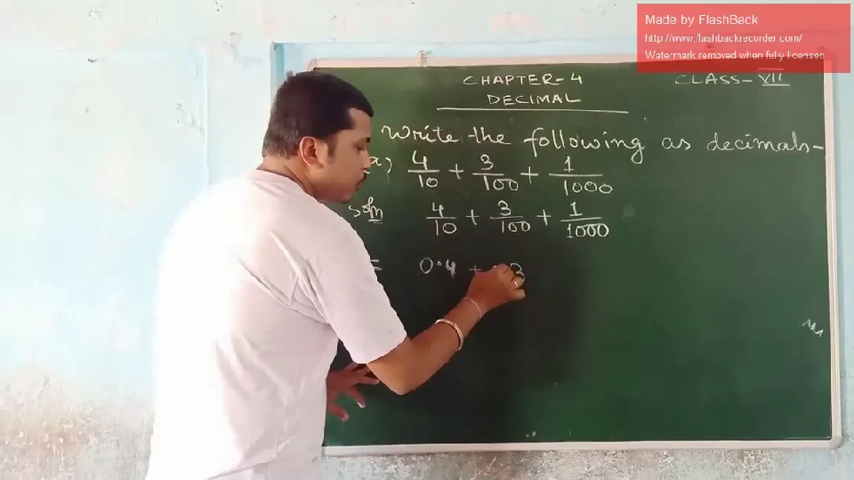 Made by FlashBack
http://www.flashbackrecorder.com/
Watermark removed when fully licensed
CHAPTER-4 CLASS-VII
DECIMAL
Write the following as decimals-
a) 4/10 + 3/100 + 1/1000
Soln 4/10 + 3/100 + 1/1000
= 0.4 + 3